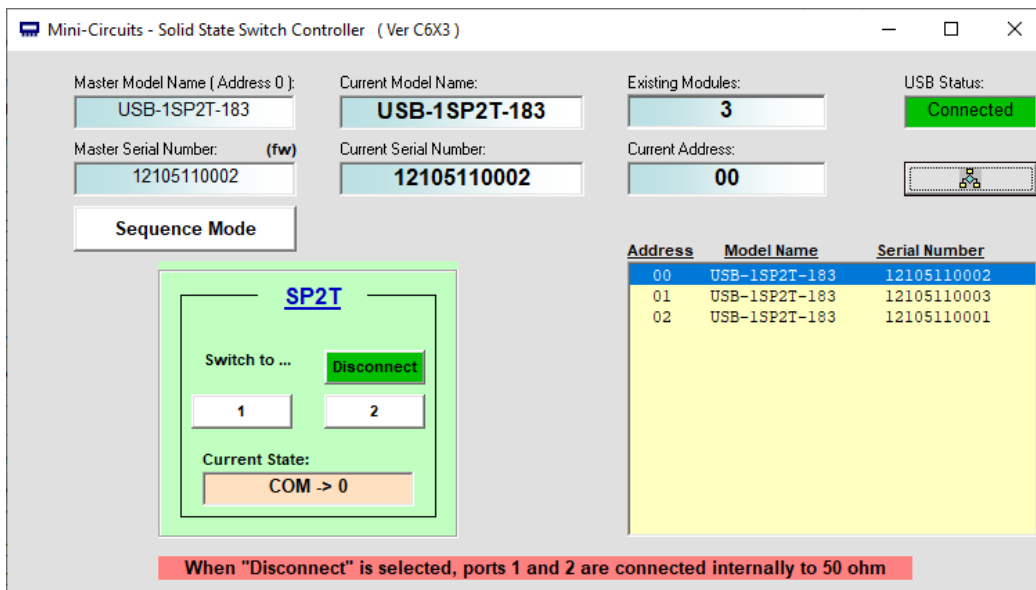 Mini-Circuits - Solid State Switch Controller ( Ver C6X3 )
Master Model Name ( Address 0 ): Current Model Name: Existing Modules: USB Status:
USB-1SP2T-183 USB-1SP2T-183 3 Connected
Master Serial Number: (fw) Current Serial Number: Current Address:
12105110002 12105110002 00
Sequence Mode
Address Model Name Serial Number
00 USB-1SP2T-183 12105110002
01 USB-1SP2T-183 12105110003
02 USB-1SP2T-183 12105110001
SP2T
Switch to ... Disconnect
1 2
Current State:
COM -> 0
When "Disconnect" is selected, ports 1 and 2 are connected internally to 50 ohm